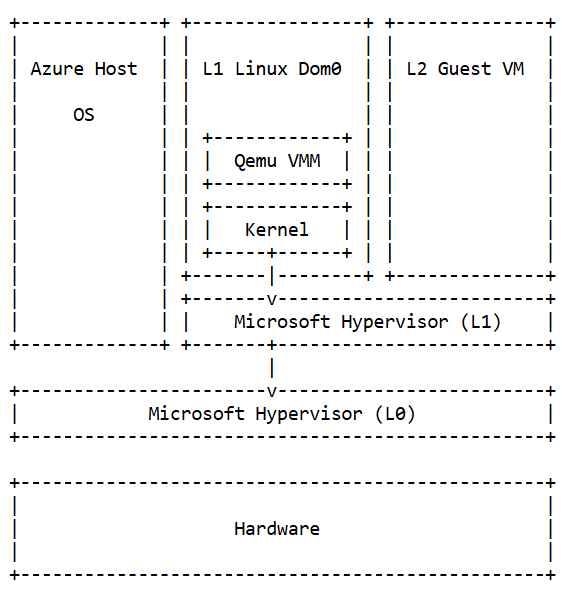 Azure Host
OS
L1 Linux Dom0
Qemu VMM
Kernel
L2 Guest VM
Microsoft Hypervisor (L1)
Microsoft Hypervisor (L0)
Hardware